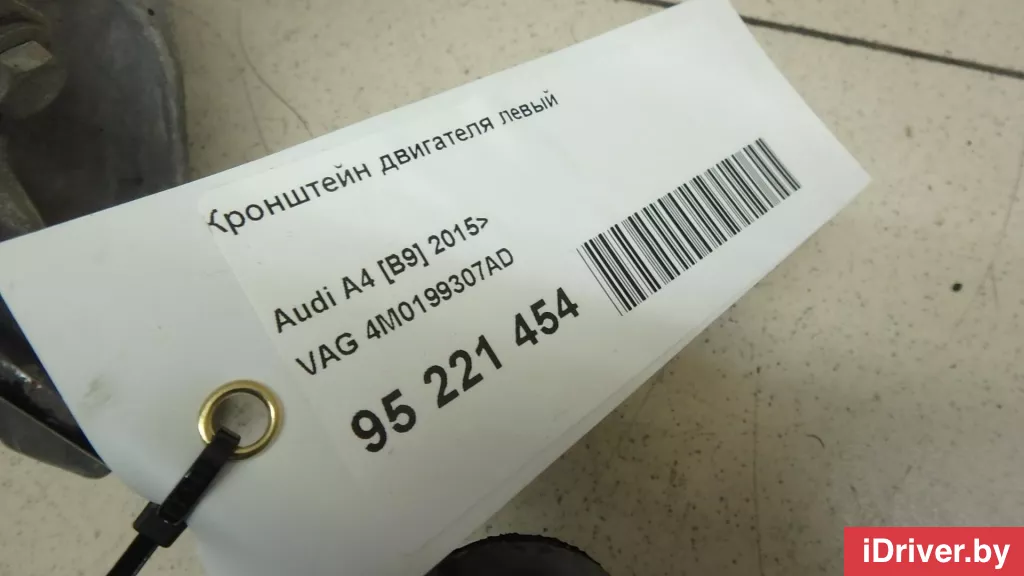 Кронштейн двигателя левый
Audi A4 [B9] 2015>
VAG 4M0199307AD
95 221 454
iDriver.by